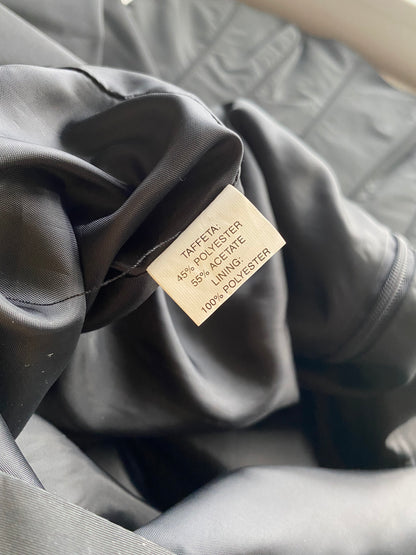 TAFFETA:
45% POLYESTER
55% ACETATE
LINING:
100% POLYESTER